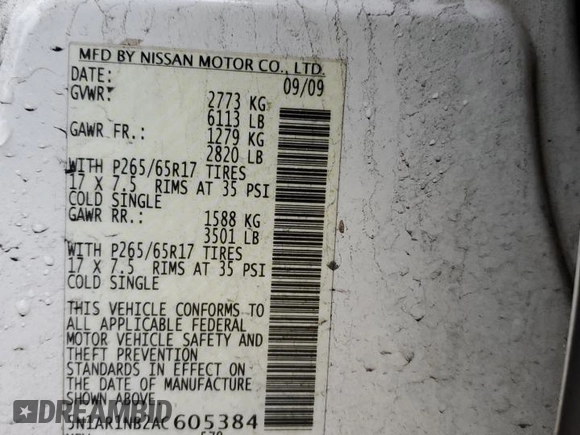 MFD BY NISSAN MOTOR CO., LTD.
DATE: 09/09
GVWR: 2773 KG
6113 LB
GAWR FR.: 1279 KG
2820 LB
WITH P265/65R17 TIRES
17 X 7.5 RIMS AT 35 PSI
COLD SINGLE
GAWR RR.: 1588 KG
3501 LB
WITH P265/65R17 TIRES
17 X 7.5 RIMS AT 35 PSI
COLD SINGLE
THIS VEHICLE CONFORMS TO
ALL APPLICABLE FEDERAL
MOTOR VEHICLE SAFETY AND
THEFT PREVENTION
STANDARDS IN EFFECT ON
THE DATE OF MANUFACTURE
SHOWN ABOVE.
5N1AR1NB2AC605384
DREAMBID